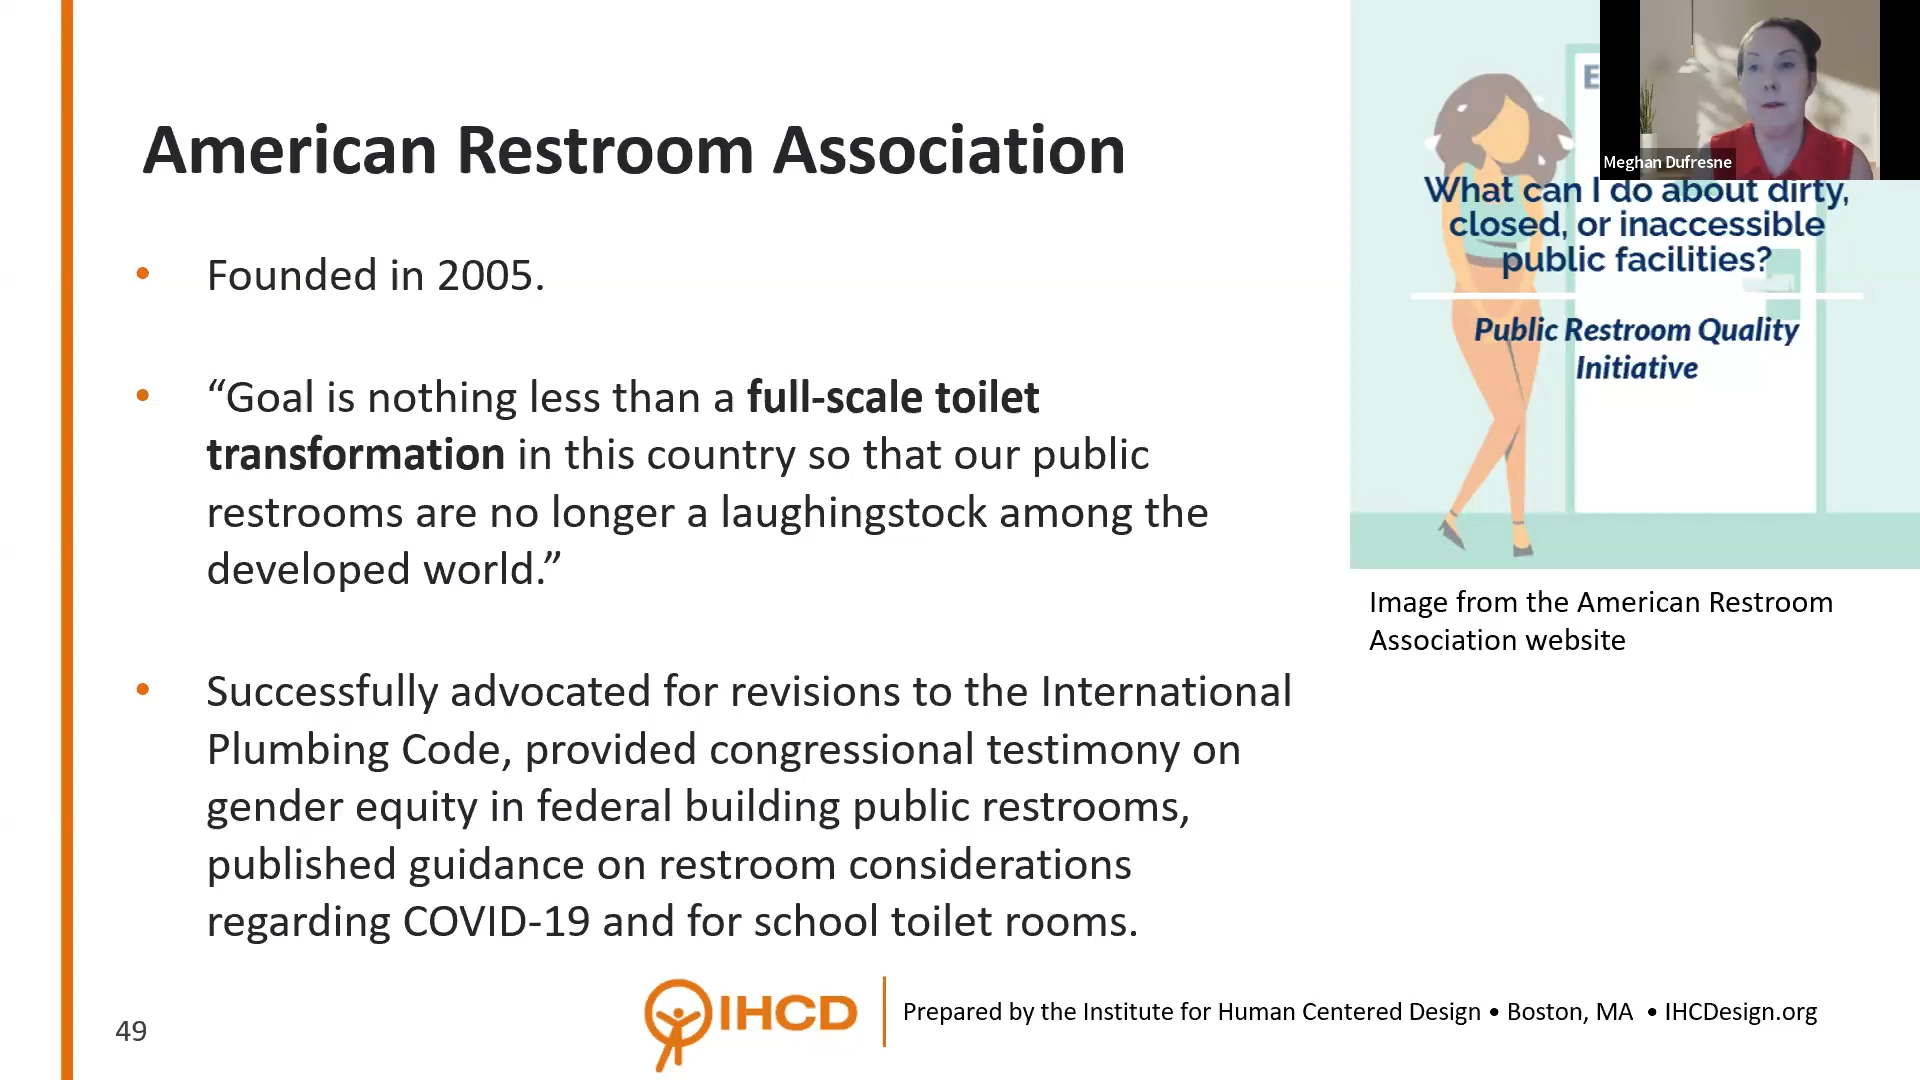 American Restroom Association
• Founded in 2005.
• “Goal is nothing less than a full-scale toilet
transformation in this country so that our public
restrooms are no longer a laughingstock among the
developed world.”
• Successfully advocated for revisions to the International
Plumbing Code, provided congressional testimony on
gender equity in federal building public restrooms,
published guidance on restroom considerations
regarding COVID-19 and for school toilet rooms.
E
Meghan Dufresne
What can I do about dirty,
closed, or inaccessible
public facilities?
Public Restroom Quality
Initiative
Image from the American Restroom
Association website
49
IHCD
Prepared by the Institute for Human Centered Design • Boston, MA • IHCDesign.org